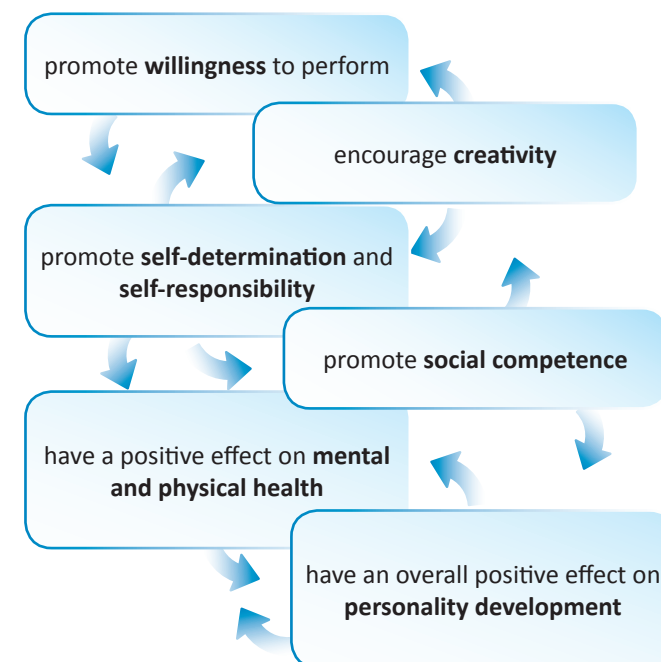 promote willingness to perform
encourage creativity
promote self-determination and
self-responsibility
promote social competence
have a positive effect on mental
and physical health
have an overall positive effect on
personality development